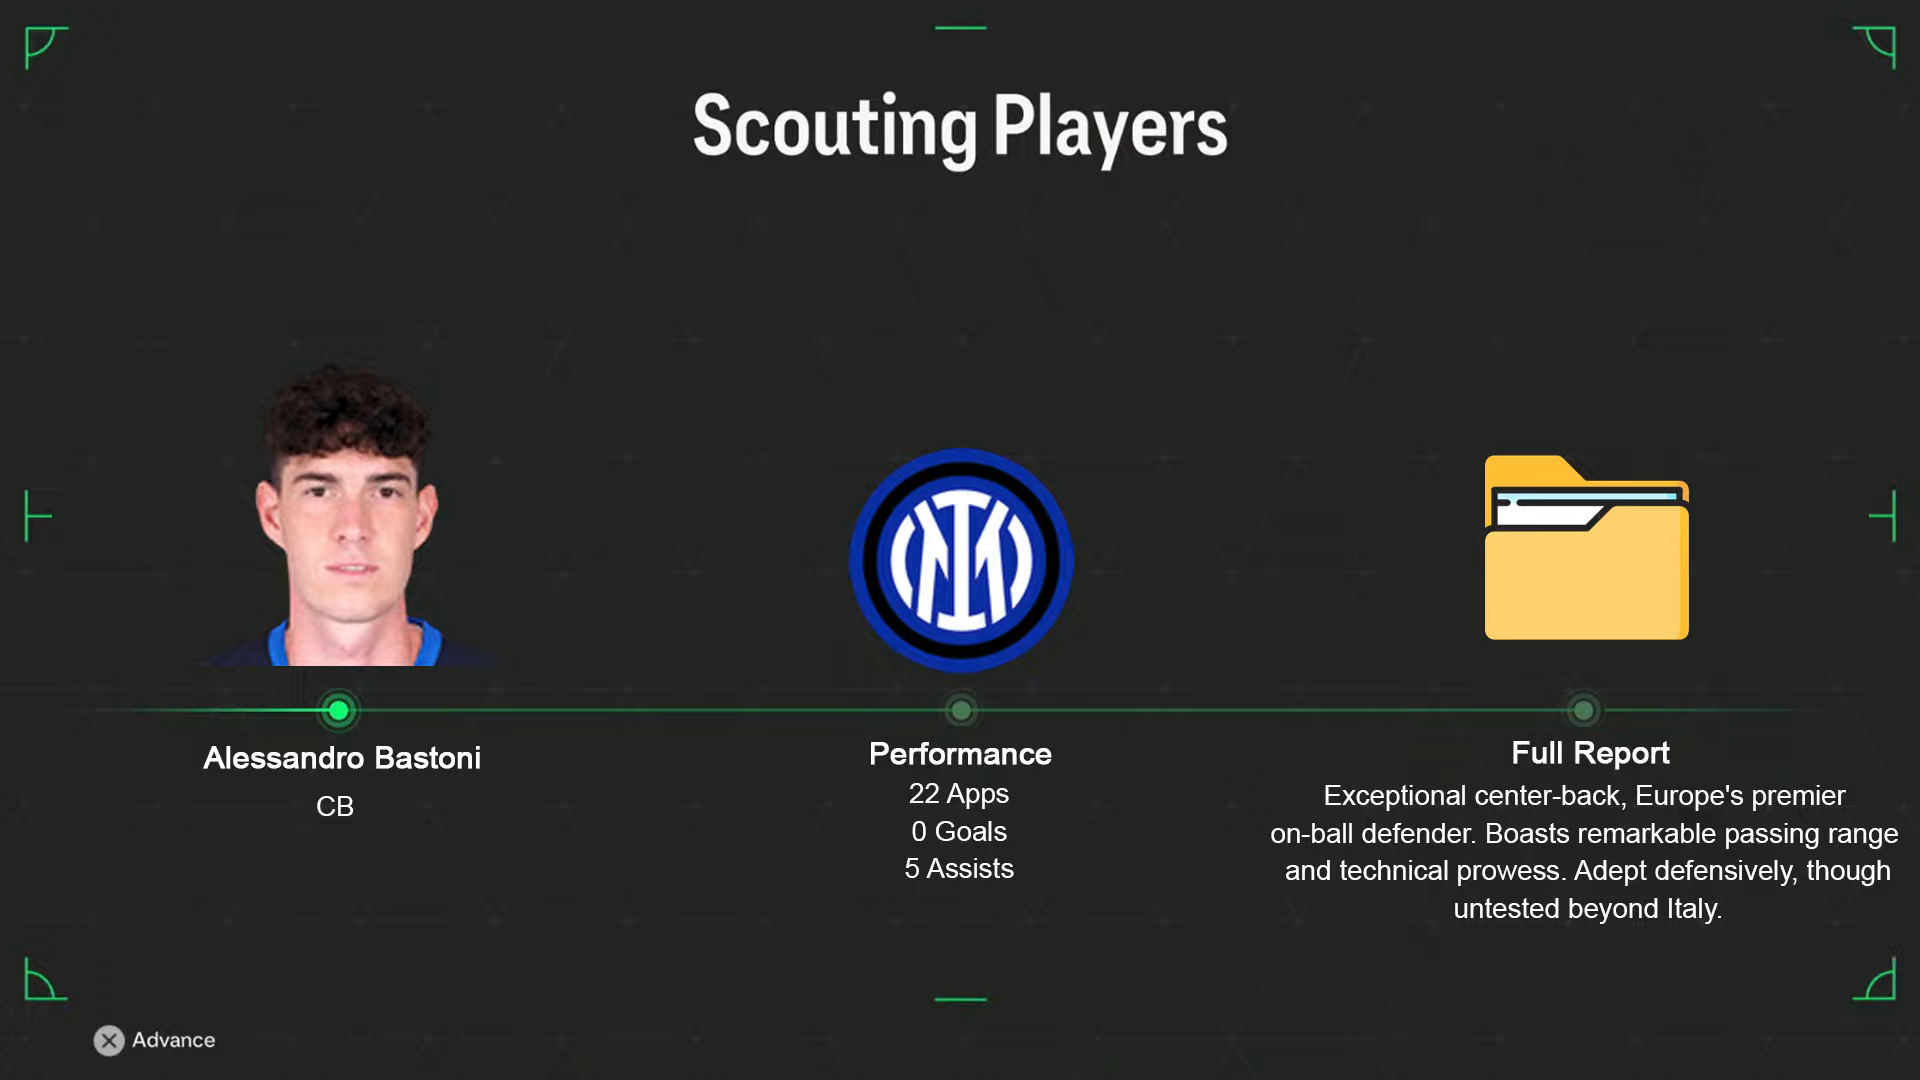 Scouting Players
Alessandro Bastoni
CB
Performance
22 Apps
0 Goals
5 Assists
Full Report
Exceptional center-back, Europe's premier
on-ball defender. Boasts remarkable passing range
and technical prowess. Adept defensively, though
untested beyond Italy.
Advance